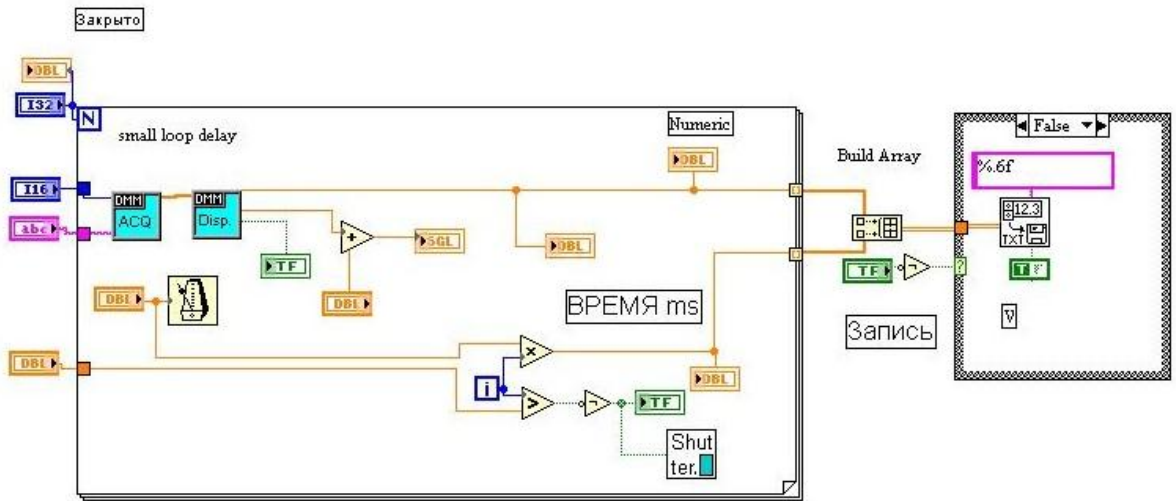 Закрыто
DBL
I32
N
small loop delay
Numeric
DBL
Build Array
False
%.6f
I16
abc
DMM
ACQ
DMM
Disp.
TF
SGL
DBL
DBL
12.3
TXT
TF
?
T F
DBL
ВРЕМЯ ms
Запись
V
DBL
i
DBL
TF
Shut
ter.